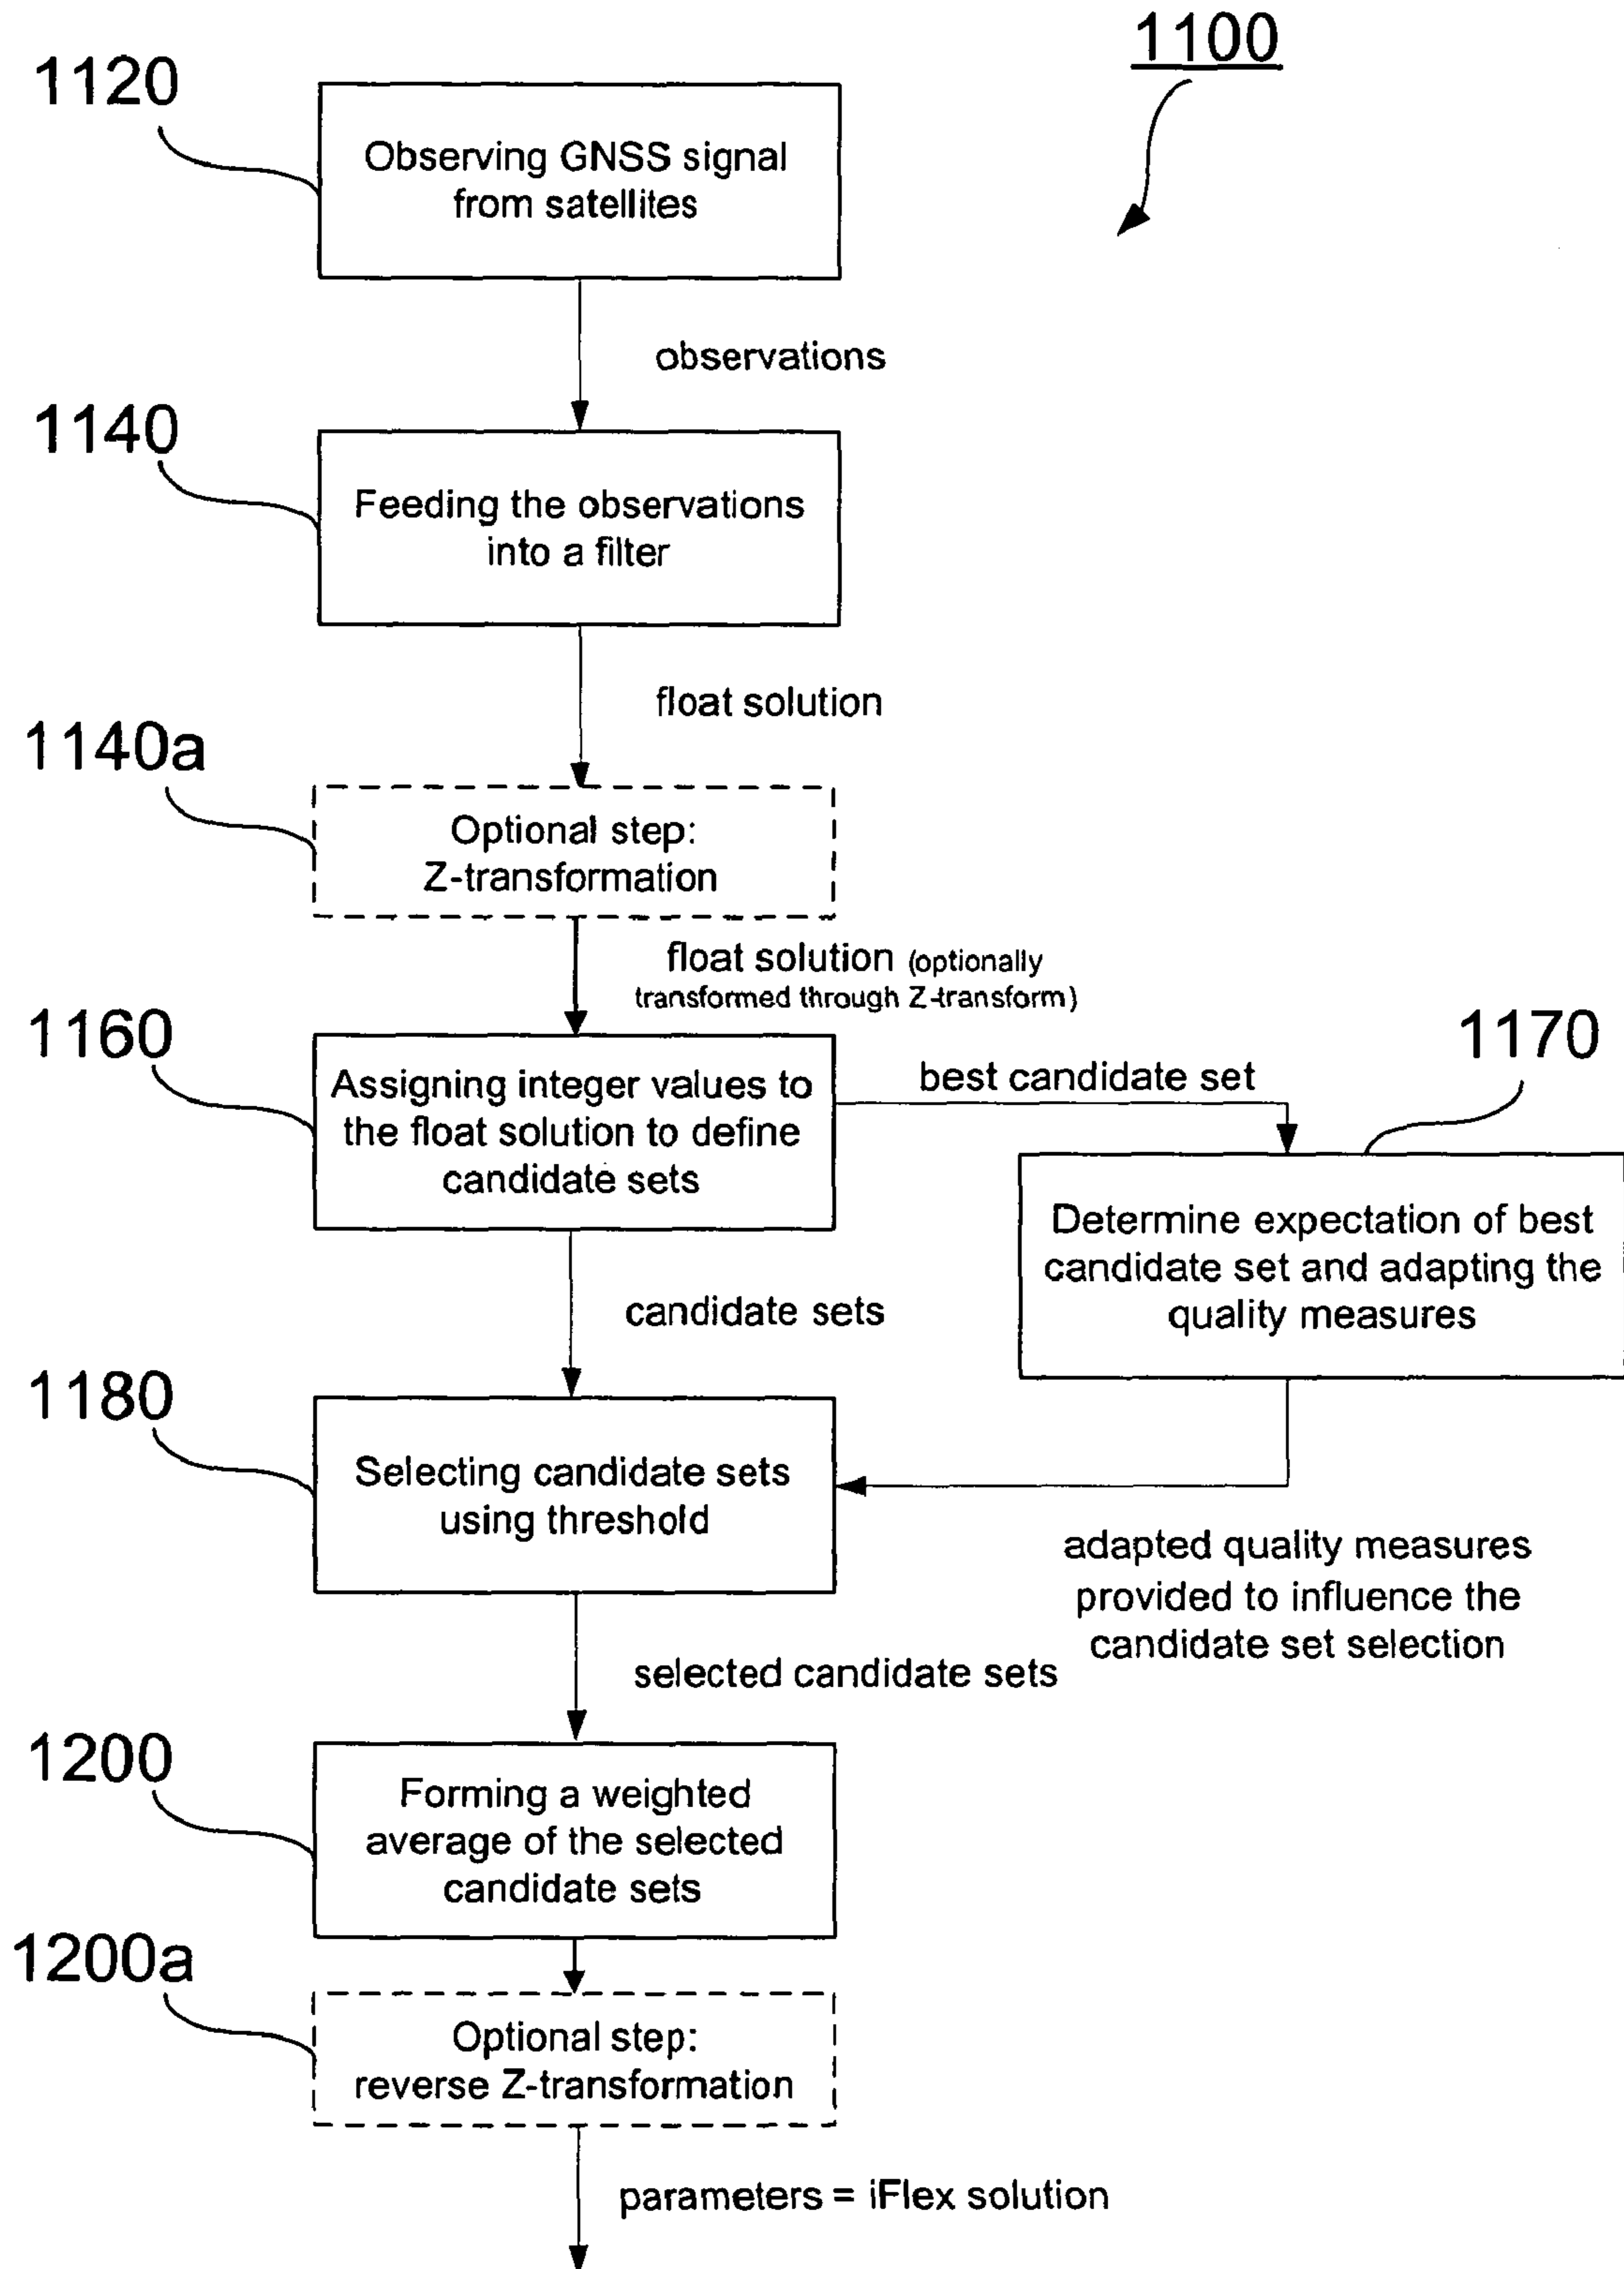 1100
1120
Observing GNSS signal
from satellites
observations
1140
Feeding the observations
into a filter
float solution
1140a
Optional step:
Z-transformation
float solution (optionally
transformed through Z-transform)
1160
Assigning integer values to
the float solution to define
candidate sets
best candidate set
1170
Determine expectation of best
candidate set and adapting the
quality measures
candidate sets
1180
Selecting candidate sets
using threshold
adapted quality measures
provided to influence the
candidate set selection
selected candidate sets
1200
Forming a weighted
average of the selected
candidate sets
1200a
Optional step:
reverse Z-transformation
parameters = iFlex solution